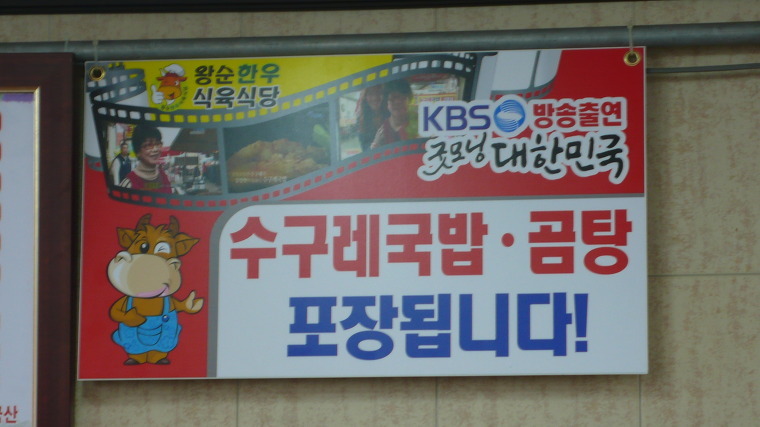 왕순한우
식육식당
KBS 방송출연
굿모닝 대한민국
수구레국밥·곰탕
포장됩니다!